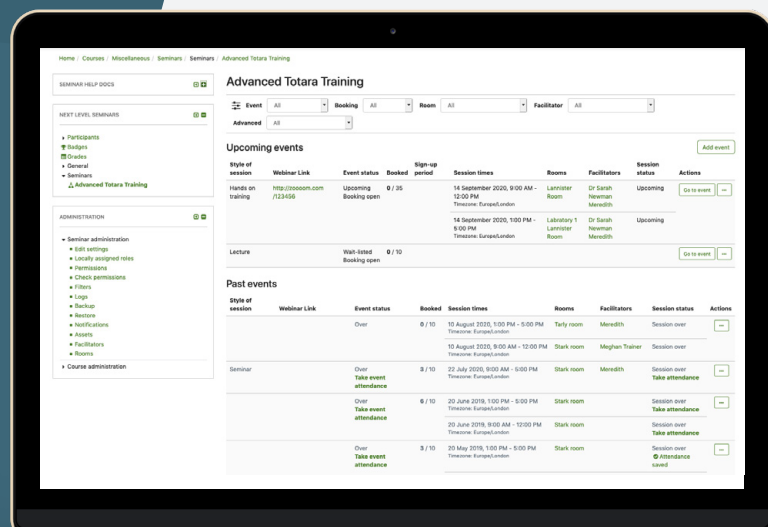 Home / Courses / Miscellaneous / Seminars / Seminars / Advanced Totara Training
SEMINAR HELP DOCS
NEXT LEVEL SEMINARS
Participants
Badges
Grades
General
Seminars
Advanced Totara Training
ADMINISTRATION
Seminar administration
Edit settings
Locally assigned roles
Permissions
Check permissions
Filters
Logs
Backup
Restore
Notifications
Assets
Facilitators
Rooms
Course administration
Advanced Totara Training
Event All Booking All Room All Facilitator All
Advanced All
Upcoming events Add event
Style of session Webinar Link Event status Booked Sign-up period Session times Rooms Facilitators Session status Actions
Hands on training http://zoooom.com/123456 Upcoming Booking open 0 / 35 14 September 2020, 9:00 AM - 12:00 PM Timezone: Europe/London Lannister Room Dr Sarah Newman Meredith Upcoming Go to event
14 September 2020, 1:00 PM - 5:00 PM Timezone: Europe/London Labratory 1 Lannister Room Dr Sarah Newman Meredith Upcoming
Lecture Wait-listed Booking open 0 / 10 Go to event
Past events
Style of session Webinar Link Event status Booked Session times Rooms Facilitators Session status Actions
Over 0 / 10 10 August 2020, 1:00 PM - 5:00 PM Timezone: Europe/London Tarly room Meredith Session over
10 August 2020, 9:00 AM - 12:00 PM Timezone: Europe/London Stark room Meghan Trainer Session over
Seminar Over Take event attendance 3 / 10 22 July 2020, 9:00 AM - 5:00 PM Timezone: Europe/London Stark room Meredith Session over Take attendance
Over Take event attendance 6 / 10 20 June 2019, 1:00 PM - 5:00 PM Timezone: Europe/London Stark room Session over Take attendance
20 June 2019, 9:00 AM - 12:00 PM Timezone: Europe/London Stark room Session over Take attendance
Over Take event attendance 3 / 10 20 May 2019, 1:00 PM - 5:00 PM Timezone: Europe/London Stark room Session over Attendance saved